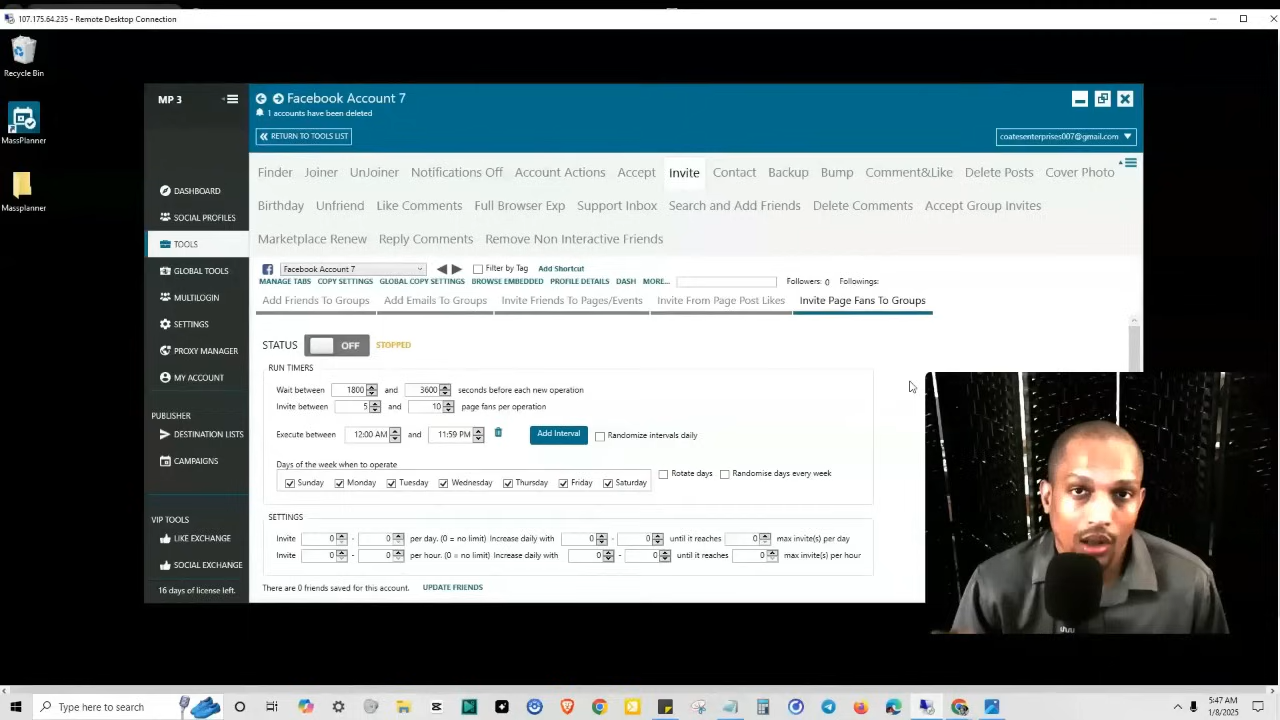 107.175.64.235 - Remote Desktop Connection
Recycle Bin
MassPlanner
Massplanner
MP 3
DASHBOARD
SOCIAL PROFILES
TOOLS
GLOBAL TOOLS
MULTILOGIN
SETTINGS
PROXY MANAGER
MY ACCOUNT
PUBLISHER
DESTINATION LISTS
CAMPAIGNS
VIP TOOLS
LIKE EXCHANGE
SOCIAL EXCHANGE
16 days of license left.
Facebook Account 7
1 accounts have been deleted
RETURN TO TOOLS LIST
coatesenterprises007@gmail.com
Finder Joiner UnJoiner Notifications Off Account Actions Accept Invite Contact Backup Bump Comment&Like Delete Posts Cover Photo
Birthday Unfriend Like Comments Full Browser Exp Support Inbox Search and Add Friends Delete Comments Accept Group Invites
Marketplace Renew Reply Comments Remove Non Interactive Friends
Facebook Account 7 Filter by Tag Add Shortcut
MANAGE TABS COPY SETTINGS GLOBAL COPY SETTINGS BROWSE EMBEDDED PROFILE DETAILS DASH MORE... Followers: 0 Followings:
Add Friends To Groups Add Emails To Groups Invite Friends To Pages/Events Invite From Page Post Likes Invite Page Fans To Groups
STATUS OFF STOPPED
RUN TIMERS
Wait between 1800 and 3600 seconds before each new operation
Invite between 5 and 10 page fans per operation
Execute between 12:00 AM and 11:59 PM Add Interval Randomize intervals daily
Days of the week when to operate
Sunday Monday Tuesday Wednesday Thursday Friday Saturday Rotate days Randomise days every week
SETTINGS
Invite 0 - 0 per day. (0 = no limit) Increase daily with 0 - 0 until it reaches 0 max invite(s) per day
Invite 0 - 0 per hour. (0 = no limit) Increase daily with 0 - 0 until it reaches 0 max invite(s) per hour
There are 0 friends saved for this account. UPDATE FRIENDS
Type here to search
5:47 AM
1/8/2025